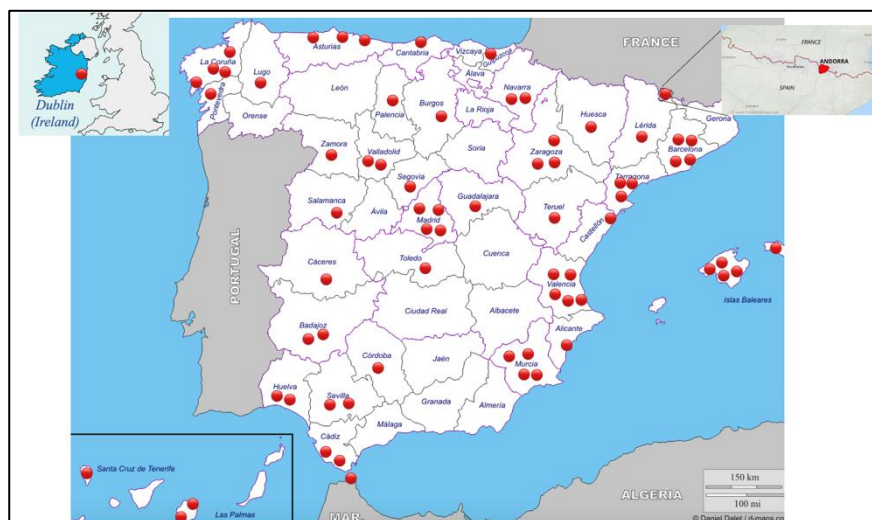 Dublin
(Ireland)
FRANCE
FRANCE
ANDORRA
SPAIN
La Coruña
Lugo
Asturias
Cantabria
Vizcaya
Guipuzcoa
Álava
Navarra
Pontevedra
Orense
León
Palencia
Burgos
La Rioja
Huesca
Lérida
Gerona
Barcelona
Zamora
Valladolid
Soria
Zaragoza
Tarragona
Segovia
Salamanca
Ávila
Madrid
Guadalajara
Teruel
Castellón
PORTUGAL
Cáceres
Toledo
Cuenca
Valencia
Islas Baleares
Badajoz
Ciudad Real
Albacete
Alicante
Córdoba
Jaén
Murcia
Huelva
Sevilla
Granada
Almería
Málaga
Cádiz
Santa Cruz de Tenerife
Las Palmas
MAR.
ALGERIA
150 km
100 mi
© Daniel Dalet / d-maps.co